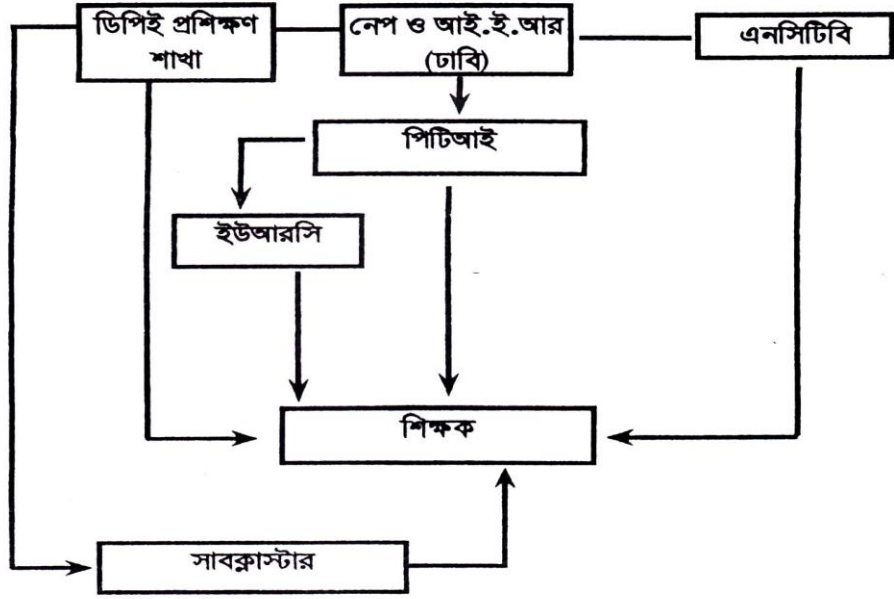 ডিপিই প্রশিক্ষণ
শাখা
নেপ ও আই.ই.আর
(ঢাবি)
এনসিটিবি
পিটিআই
ইউআরসি
শিক্ষক
সাবক্লাস্টার